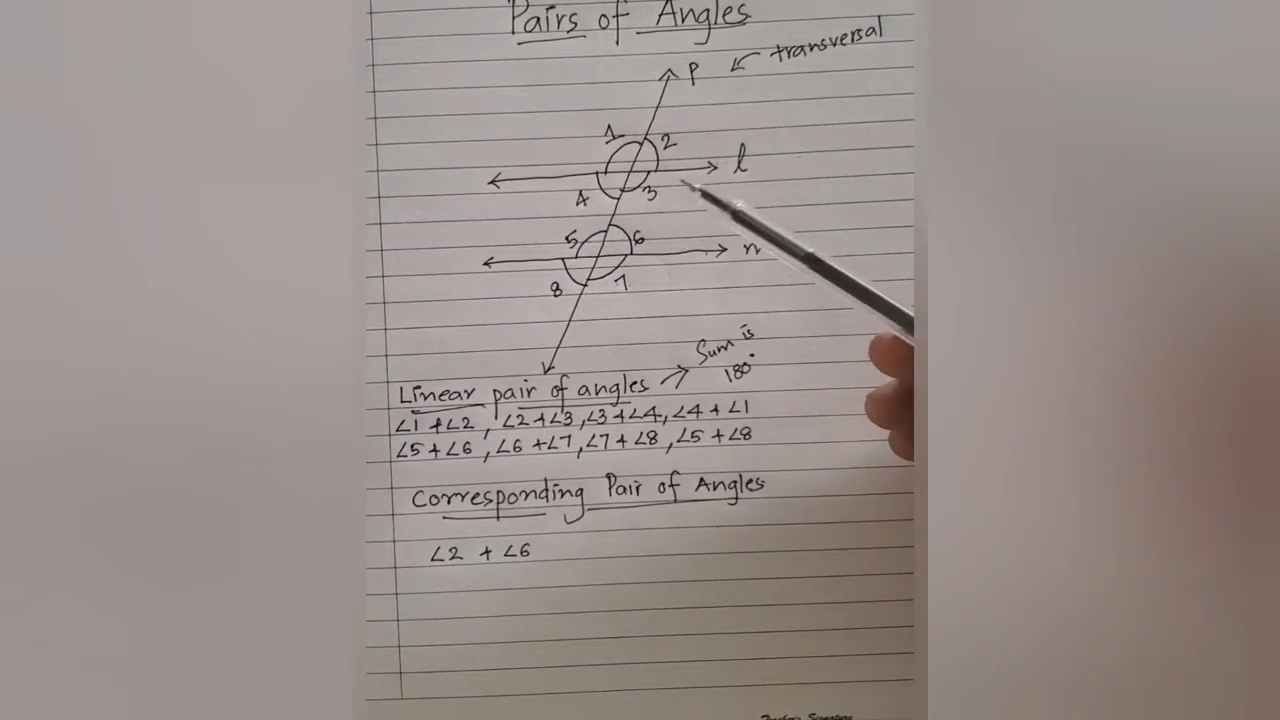 Pairs of Angles
transversal
P
1
2
l
4
3
5
6
n
8
7
Sum is
180°
Linear pair of angles
∠1 + ∠2 , ∠2 + ∠3 , ∠3 + ∠4 , ∠4 + ∠1
∠5 + ∠6 , ∠6 + ∠7 , ∠7 + ∠8 , ∠5 + ∠8
Corresponding Pair of Angles
∠2 + ∠6
Teacher's Signature